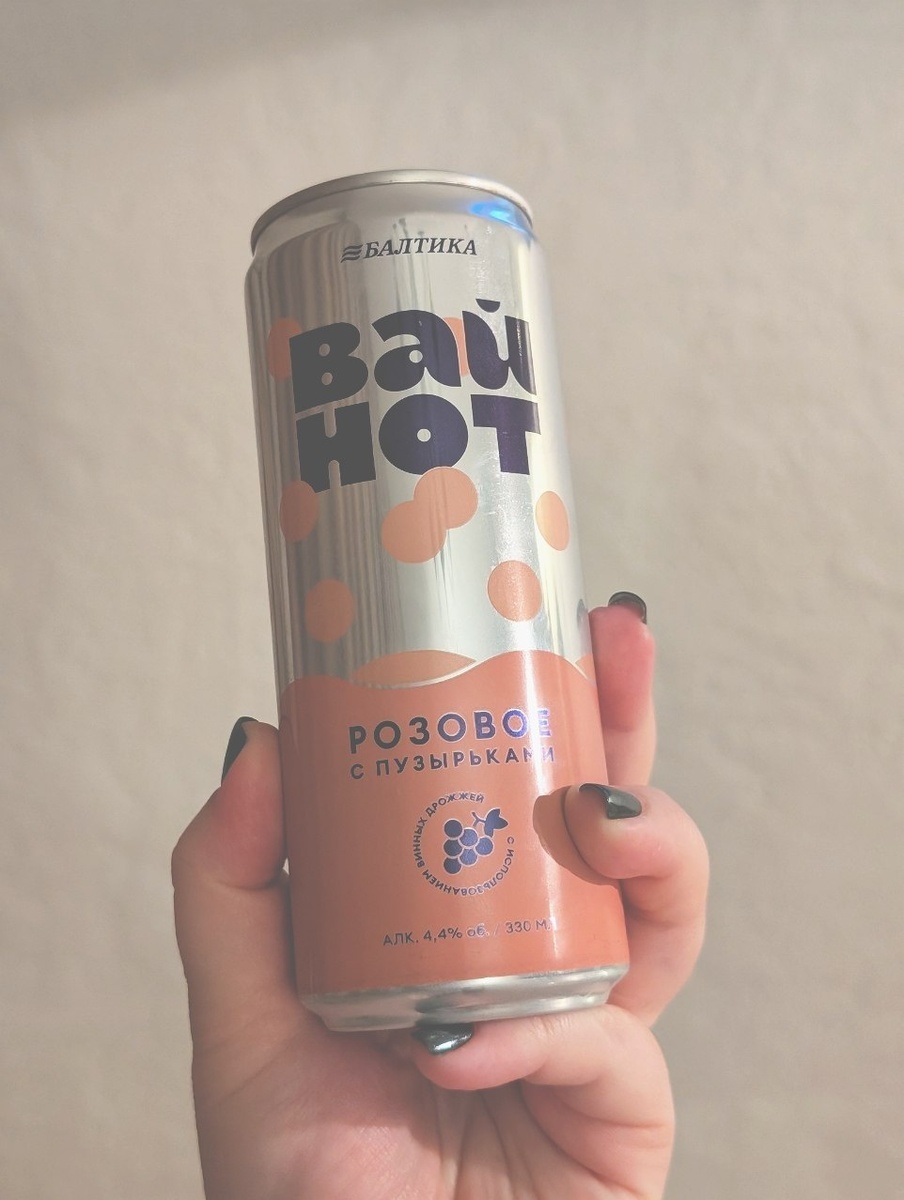 БАЛТИКА
вай
нот
РОЗОВОЕ
С ПУЗЫРЬКАМИ
С ИСПОЛЬЗОВАНИЕМ ВИННЫХ ДРОЖЖЕЙ
АЛК. 4,4% об. / 330 МЛ